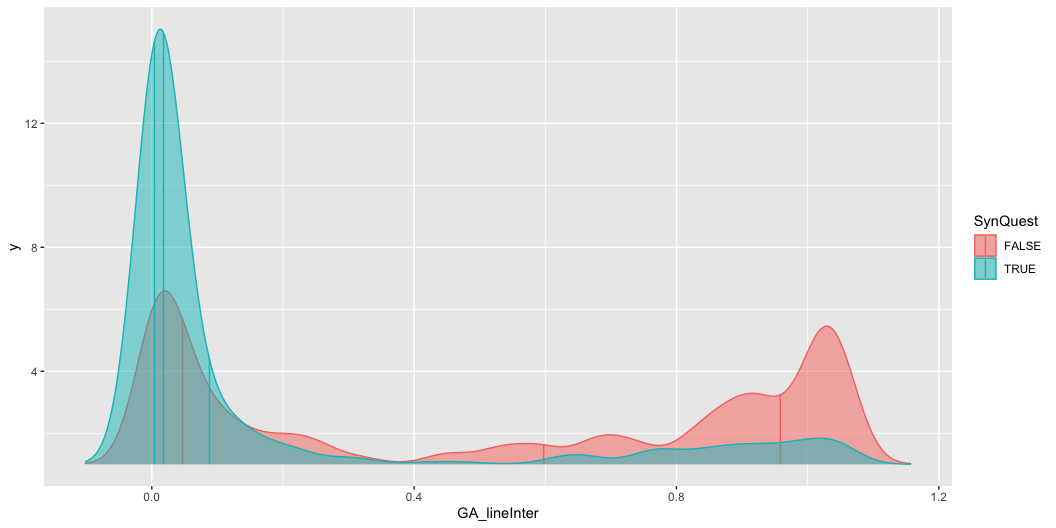 12
8
4
y
0.0
0.4
0.8
1.2
GA_lineInter
SynQuest
FALSE
TRUE